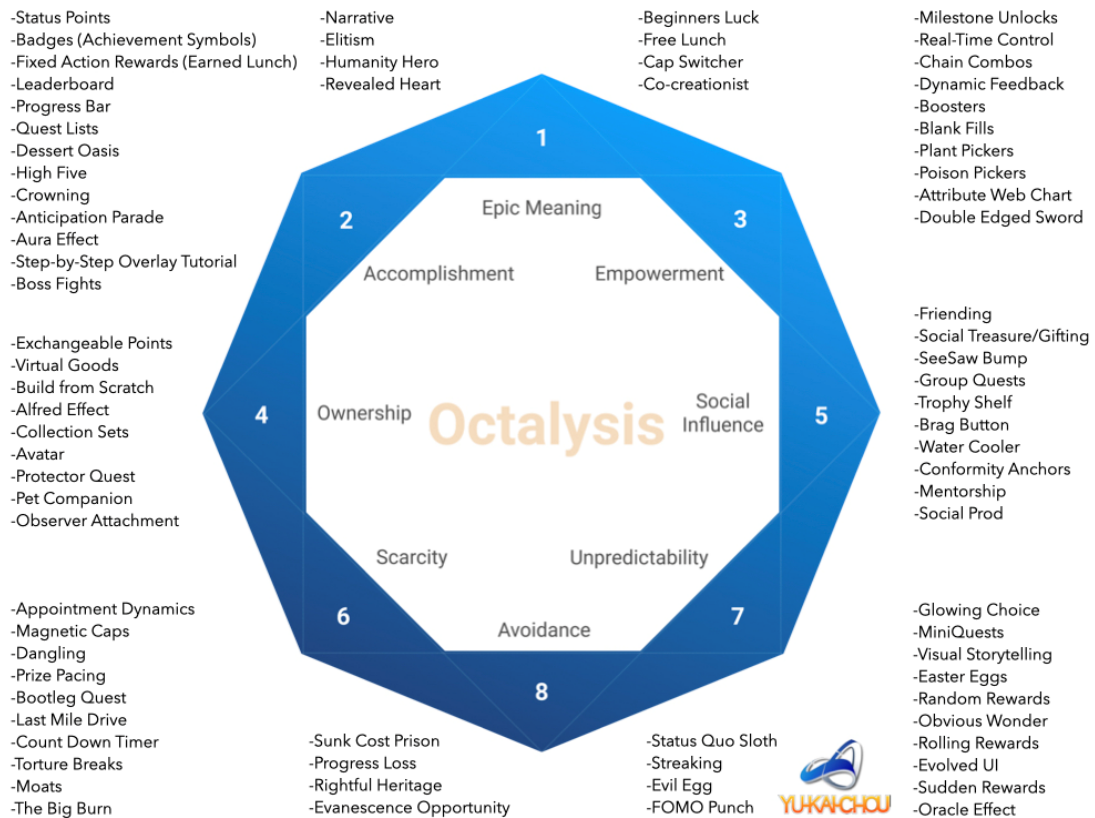 -Status Points
-Badges (Achievement Symbols)
-Fixed Action Rewards (Earned Lunch)
-Leaderboard
-Progress Bar
-Quest Lists
-Dessert Oasis
-High Five
-Crowning
-Anticipation Parade
-Aura Effect
-Step-by-Step Overlay Tutorial
-Boss Fights
-Narrative
-Elitism
-Humanity Hero
-Revealed Heart
-Beginners Luck
-Free Lunch
-Cap Switcher
-Co-creationist
-Milestone Unlocks
-Real-Time Control
-Chain Combos
-Dynamic Feedback
-Boosters
-Blank Fills
-Plant Pickers
-Poison Pickers
-Attribute Web Chart
-Double Edged Sword
1
Epic Meaning
2
Accomplishment
3
Empowerment
-Exchangeable Points
-Virtual Goods
-Build from Scratch
-Alfred Effect
-Collection Sets
-Avatar
-Protector Quest
-Pet Companion
-Observer Attachment
4
Ownership
Octalysis
Social
Influence
5
-Friending
-Social Treasure/Gifting
-SeeSaw Bump
-Group Quests
-Trophy Shelf
-Brag Button
-Water Cooler
-Conformity Anchors
-Mentorship
-Social Prod
Scarcity
6
Unpredictability
7
Avoidance
8
-Appointment Dynamics
-Magnetic Caps
-Dangling
-Prize Pacing
-Bootleg Quest
-Last Mile Drive
-Count Down Timer
-Torture Breaks
-Moats
-The Big Burn
-Sunk Cost Prison
-Progress Loss
-Rightful Heritage
-Evanescence Opportunity
-Status Quo Sloth
-Streaking
-Evil Egg
-FOMO Punch
YU-KAI-CHOU
-Glowing Choice
-MiniQuests
-Visual Storytelling
-Easter Eggs
-Random Rewards
-Obvious Wonder
-Rolling Rewards
-Evolved UI
-Sudden Rewards
-Oracle Effect